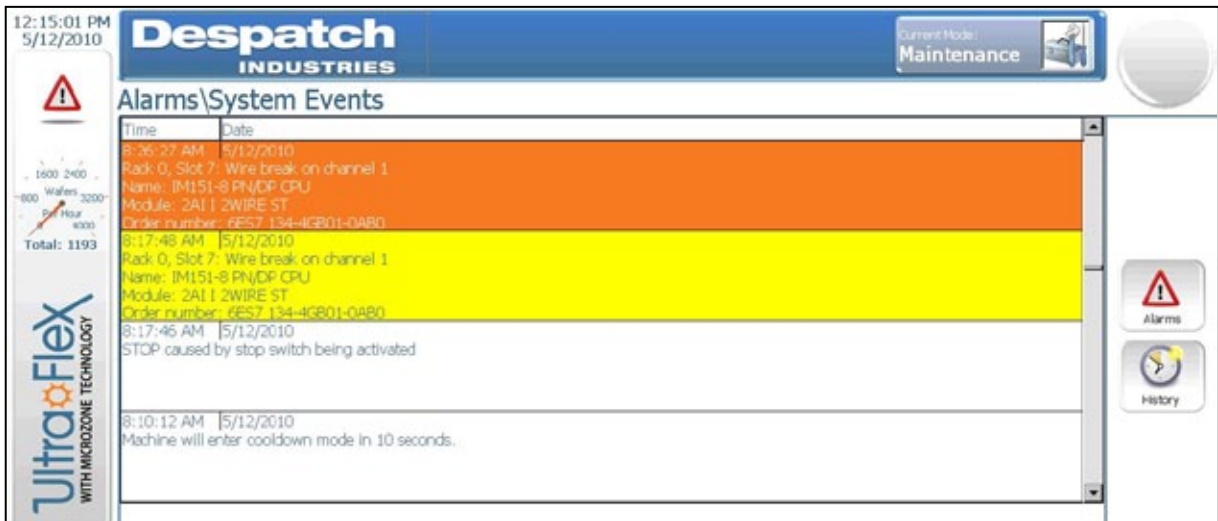 12:15:01 PM
5/12/2010
Despatch
INDUSTRIES
Current Mode:
Maintenance
Alarms\System Events
Time Date
8:26:27 AM 5/12/2010
Rack 0, Slot 7: Wire break on channel 1
Name: IM151-8 PN/DP CPU
Module: 2AI I 2WIRE ST
Order number: 6ES7 134-4GB01-0AB0
8:17:48 AM 5/12/2010
Rack 0, Slot 7: Wire break on channel 1
Name: IM151-8 PN/DP CPU
Module: 2AI I 2WIRE ST
Order number: 6ES7 134-4GB01-0AB0
8:17:46 AM 5/12/2010
STOP caused by stop switch being activated
8:10:12 AM 5/12/2010
Machine will enter cooldown mode in 10 seconds.
1600 2400
800 Wafers 3200
Per Hour
4000
Total: 1193
UltraFlex
WITH MICROZONE TECHNOLOGY
Alarms
History